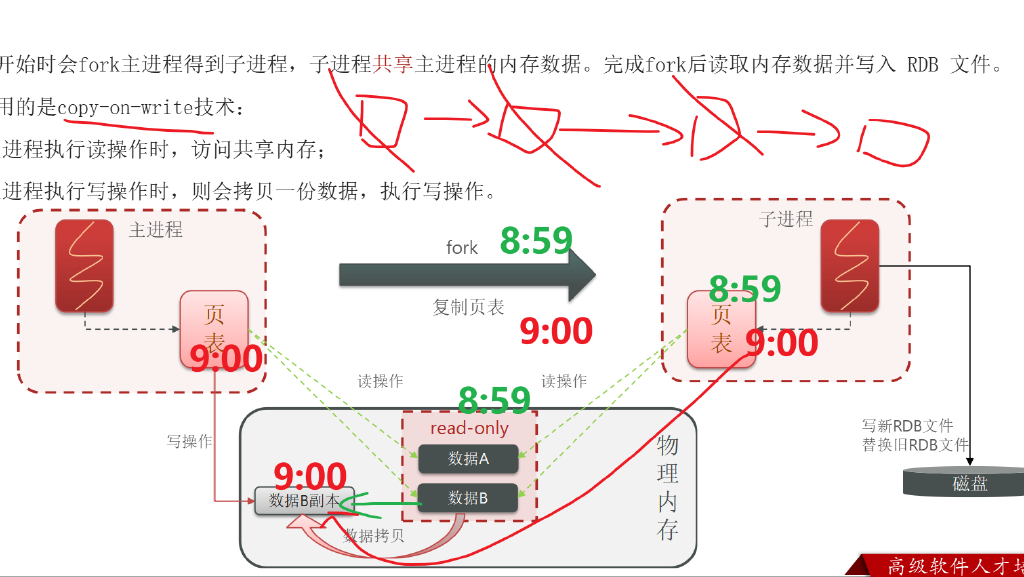 开始时会fork主进程得到子进程，子进程共享主进程的内存数据。完成fork后读取内存数据并写入 RDB 文件。
用的是copy-on-write技术：
进程执行读操作时，访问共享内存；
进程执行写操作时，则会拷贝一份数据，执行写操作。
主进程
子进程
fork 8:59
8:59
页表
页表
复制页表
9:00
9:00
9:00
读操作
读操作
8:59
read-only
写操作
数据A
物理内存
写新RDB文件
替换旧RDB文件
9:00
数据B副本
数据B
磁盘
数据拷贝
高级软件人才培